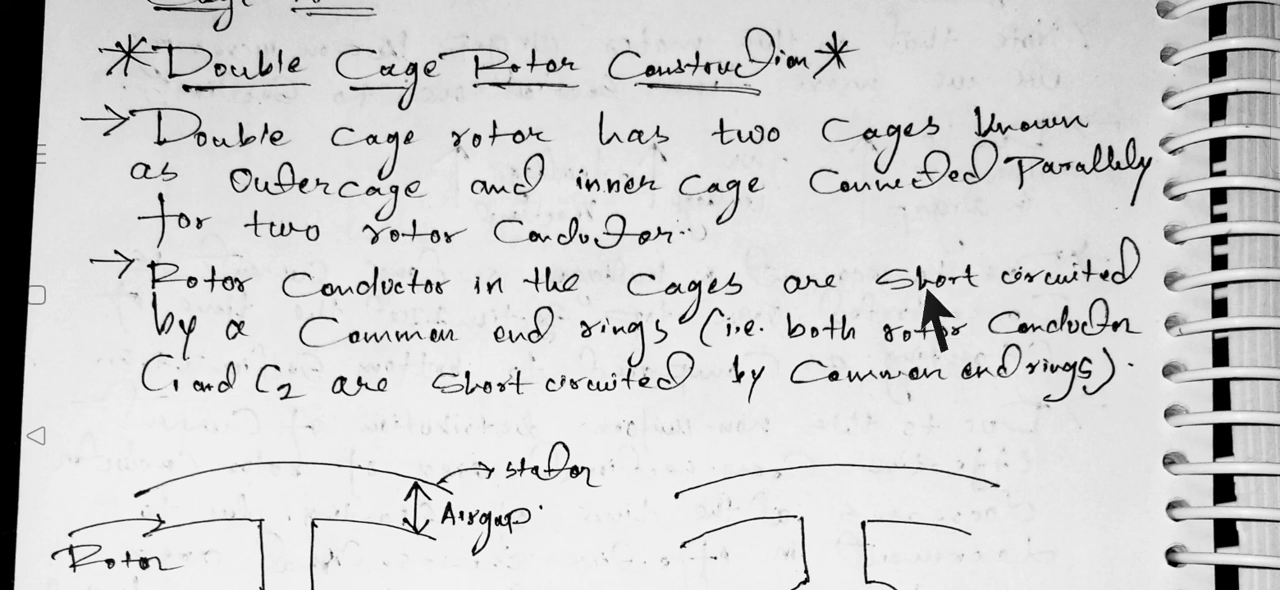 *Double Cage Rotor Construction*
→ Double cage rotor has two Cages known
as Outercage and inner cage Connected Parallely
for two rotor Conductor..
→ Rotor Conductor in the Cages are Short circuited
by a Common end rings (i.e. both rotor Conductor
C1 and C2 are Short circuited by Common end rings).
→ stator
Airgap
Rotor